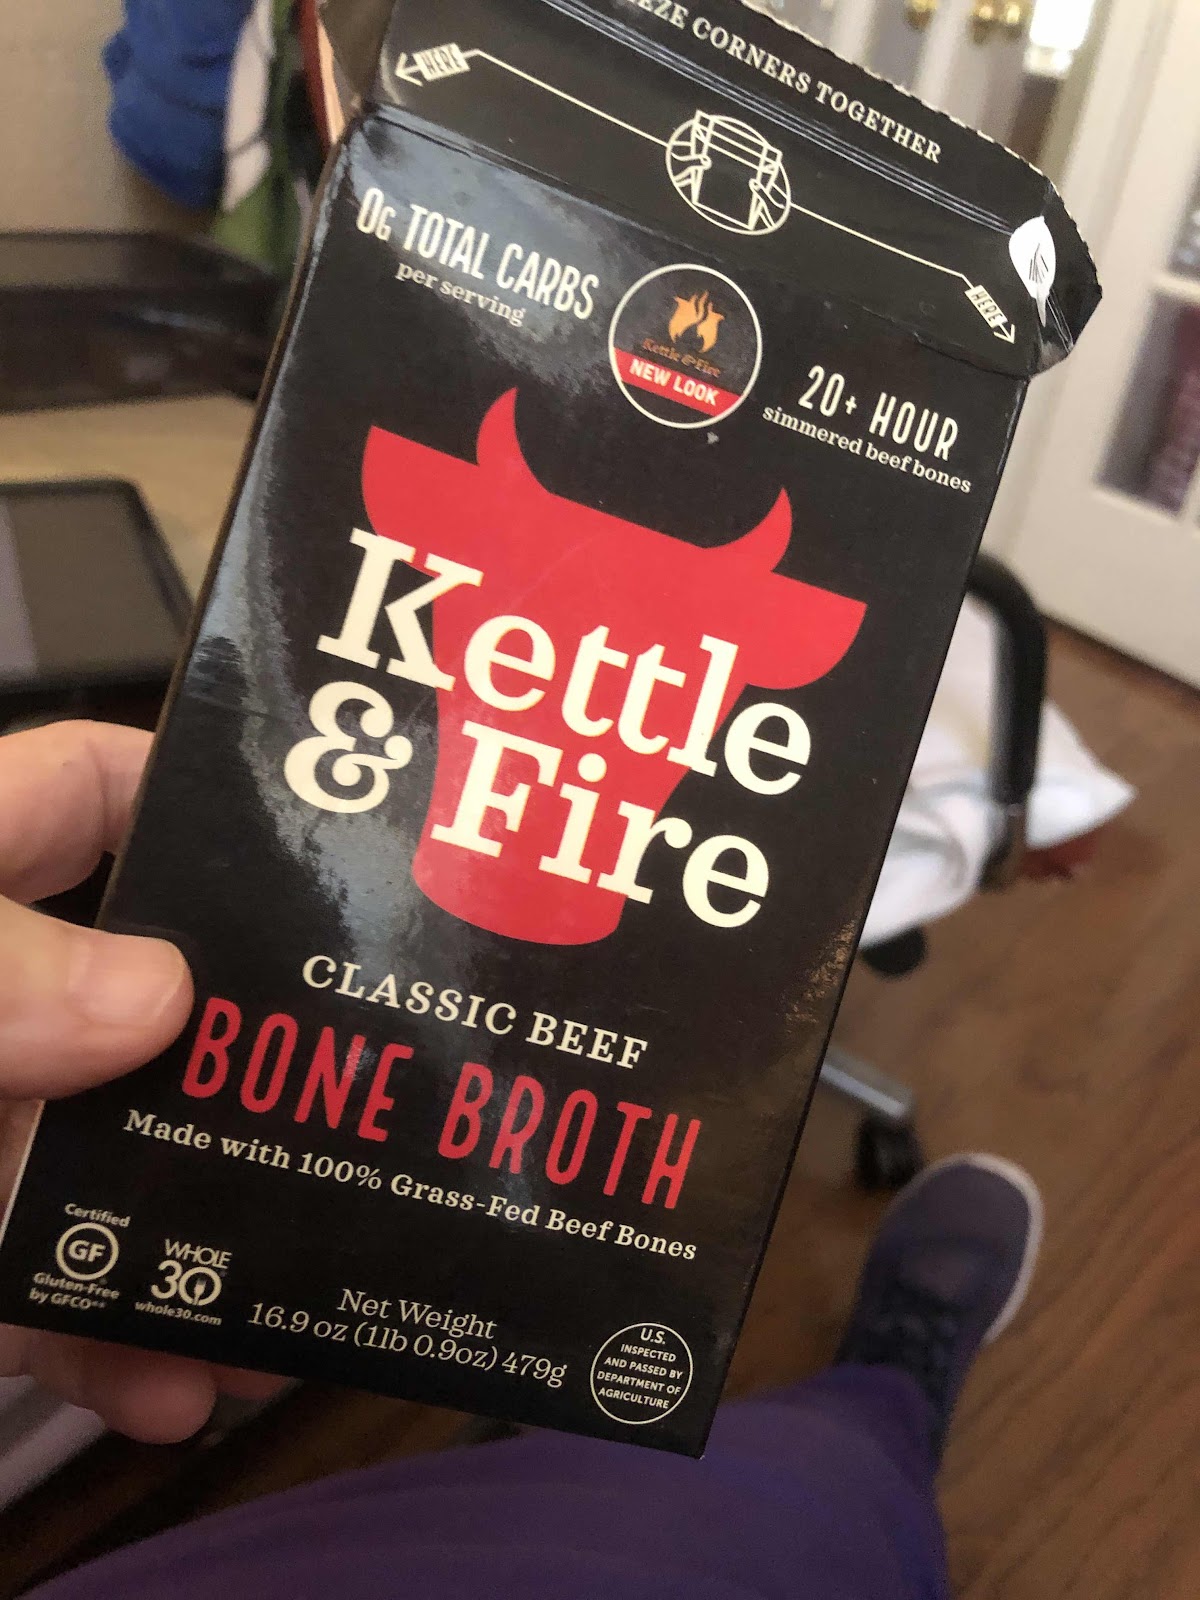 CORNERS TOGETHER
HERE
HERE
0G TOTAL CARBS
per serving
Kettle & Fire
NEW LOOK
20+ HOUR
simmered beef bones
Kettle
& Fire
CLASSIC BEEF
BONE BROTH
Made with 100% Grass-Fed Beef Bones
Certified
GF
Gluten-Free
by GFCO**
WHOLE
30
whole30.com
Net Weight
16.9 oz (1lb 0.9oz) 479g
U.S.
INSPECTED
AND PASSED BY
DEPARTMENT OF
AGRICULTURE